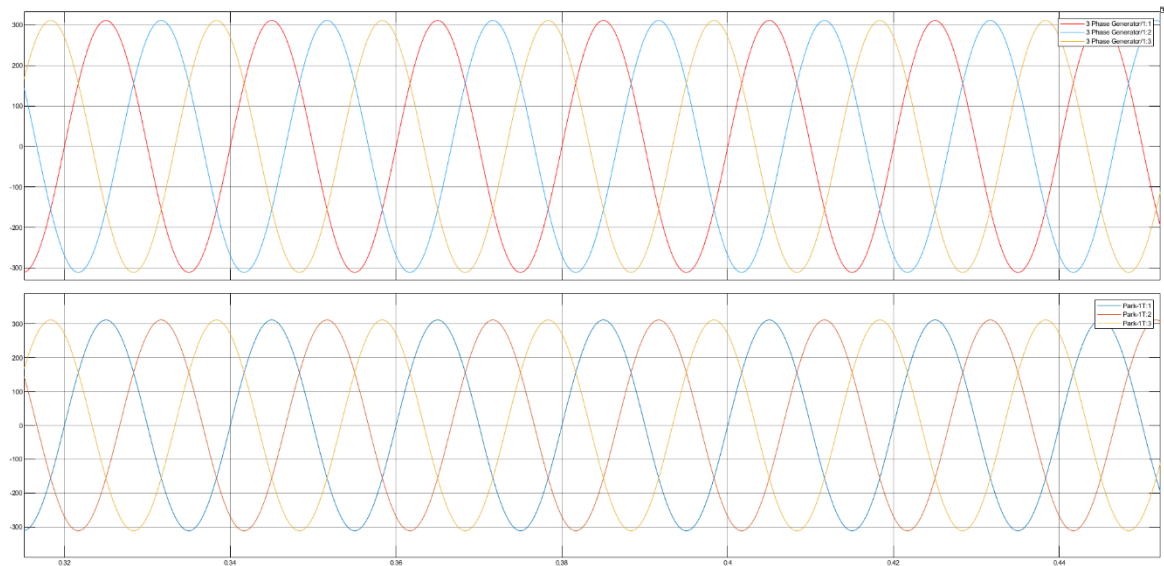 300
200
100
0
-100
-200
-300
3 Phase Generator/1:1
3 Phase Generator/1:2
3 Phase Generator/1:3
300
200
100
0
-100
-200
-300
Park-1T:1
Park-1T:2
Park-1T:3
0.32 0.34 0.36 0.38 0.4 0.42 0.44